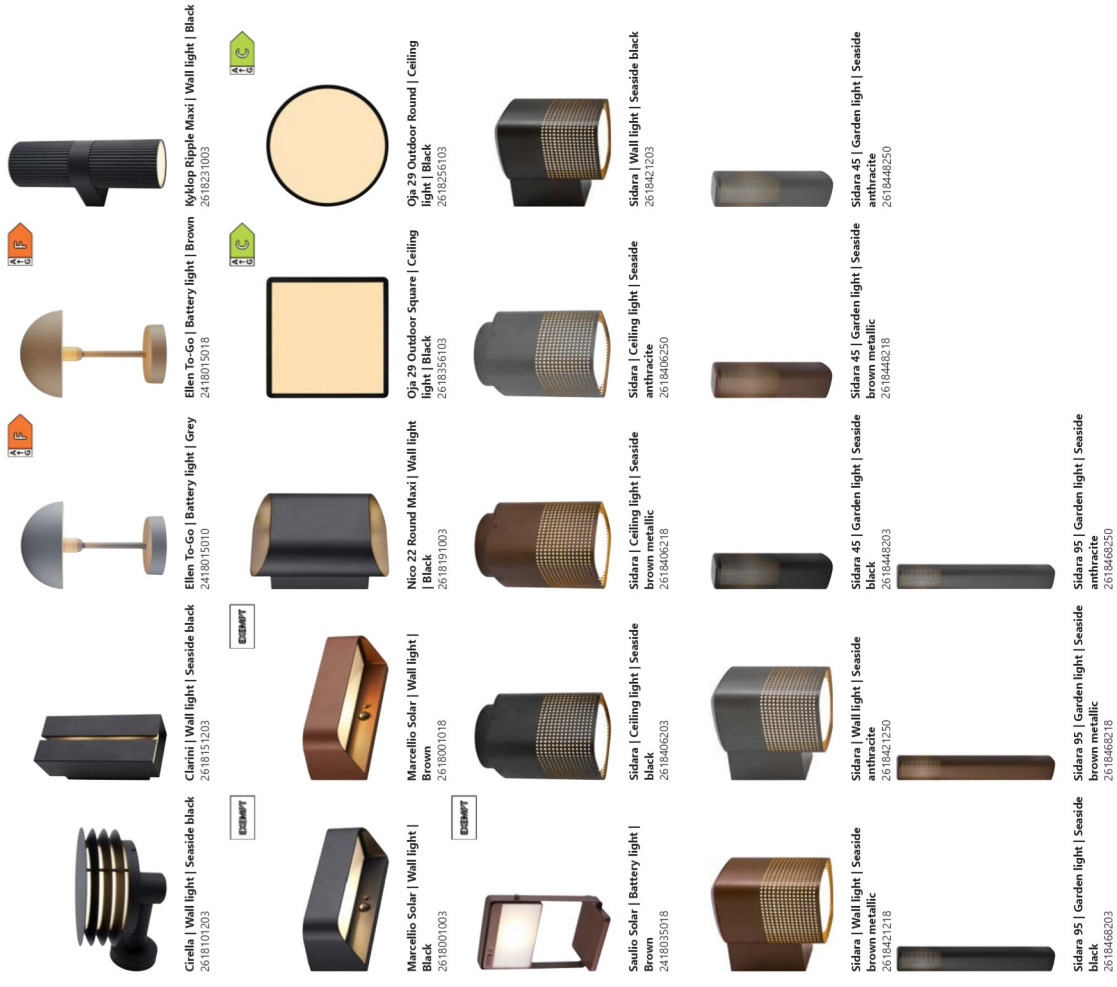 Cirella | Wall light | Seaside black
2618101203
Clarini | Wall light | Seaside black
2618151203
A
G
F
Ellen To-Go | Battery light | Grey
2418015010
A
G
F
Ellen To-Go | Battery light | Brown
2418015018
Kyklop Ripple Maxi | Wall light | Black
2618231003
EXEMPT
Marcellio Solar | Wall light |
Black
2618001003
EXEMPT
Marcellio Solar | Wall light |
Brown
2618001018
Nico 22 Round Maxi | Wall light
| Black
2618191003
A
G
C
Oja 29 Outdoor Square | Ceiling
light | Black
2618356103
A
G
C
Oja 29 Outdoor Round | Ceiling
light | Black
2618256103
EXEMPT
Saulio Solar | Battery light |
Brown
2418035018
Sidara | Ceiling light | Seaside
black
2618406203
Sidara | Ceiling light | Seaside
brown metallic
2618406218
Sidara | Ceiling light | Seaside
anthracite
2618406250
Sidara | Wall light | Seaside black
2618421203
Sidara | Wall light | Seaside
brown metallic
2618421218
Sidara | Wall light | Seaside
anthracite
2618421250
Sidara 45 | Garden light | Seaside
black
2618448203
Sidara 45 | Garden light | Seaside
brown metallic
2618448218
Sidara 45 | Garden light | Seaside
anthracite
2618448250
Sidara 95 | Garden light | Seaside
black
2618468203
Sidara 95 | Garden light | Seaside
brown metallic
2618468218
Sidara 95 | Garden light | Seaside
anthracite
2618468250